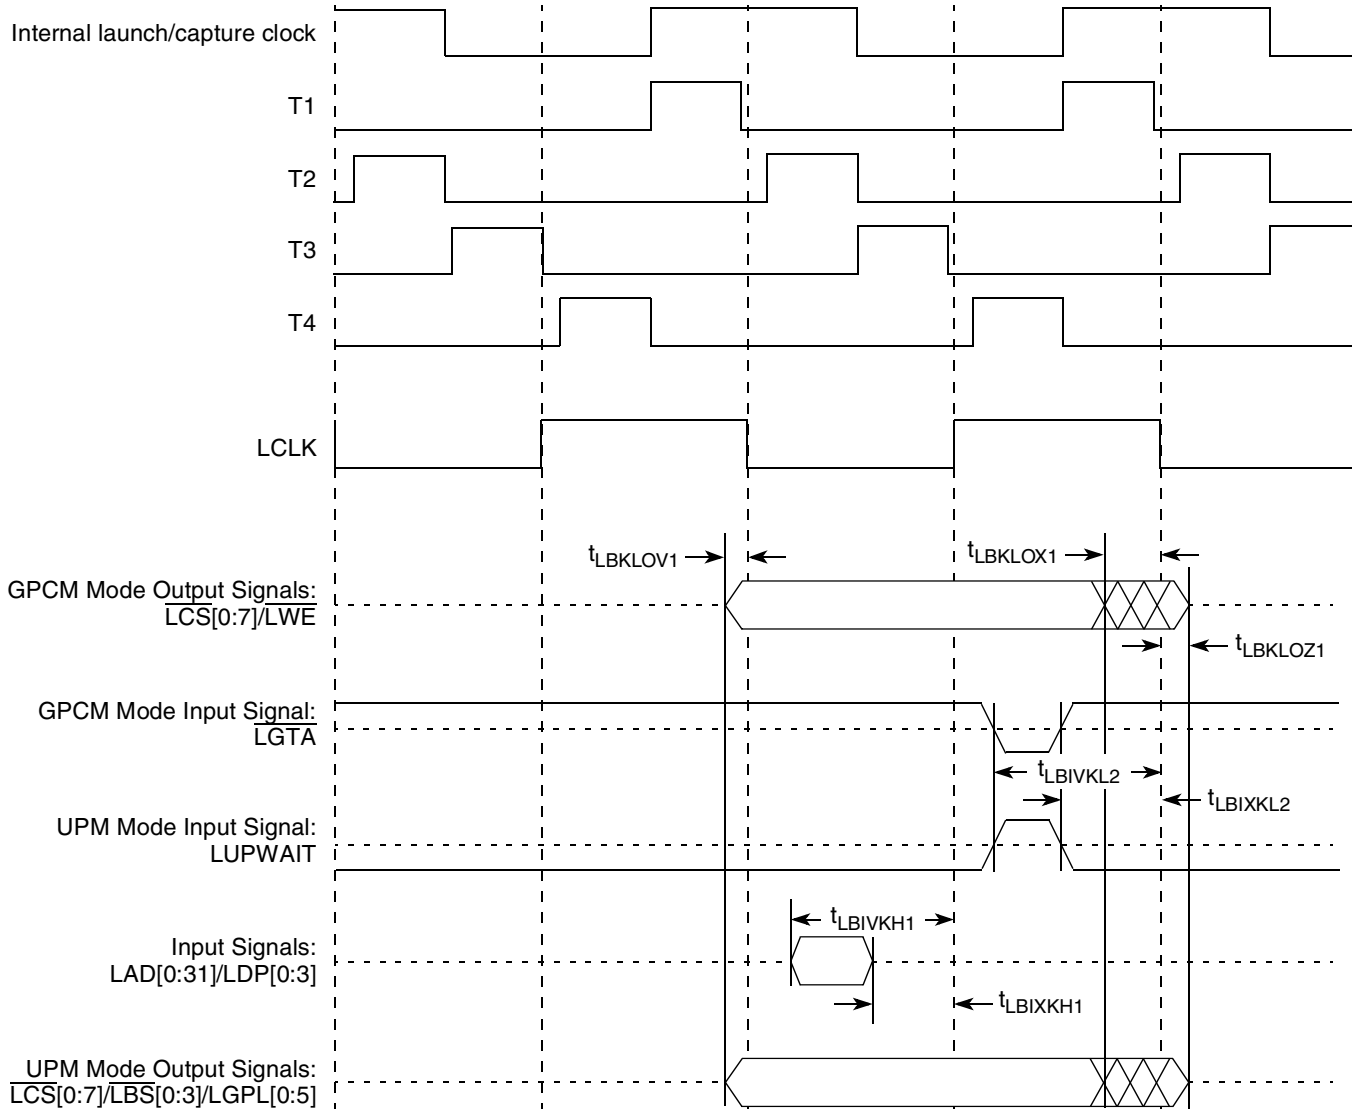 Internal launch/capture clock
T1
T2
T3
T4
LCLK
tLBKLOV1
tLBKLOX1
GPCM Mode Output Signals:
LCS[0:7]/LWE
tLBKLOZ1
GPCM Mode Input Signal:
LGTA
tLBIVKL2
tLBIXKL2
UPM Mode Input Signal:
LUPWAIT
tLBIVKH1
Input Signals:
LAD[0:31]/LDP[0:3]
tLBIXKH1
UPM Mode Output Signals:
LCS[0:7]/LBS[0:3]/LGPL[0:5]